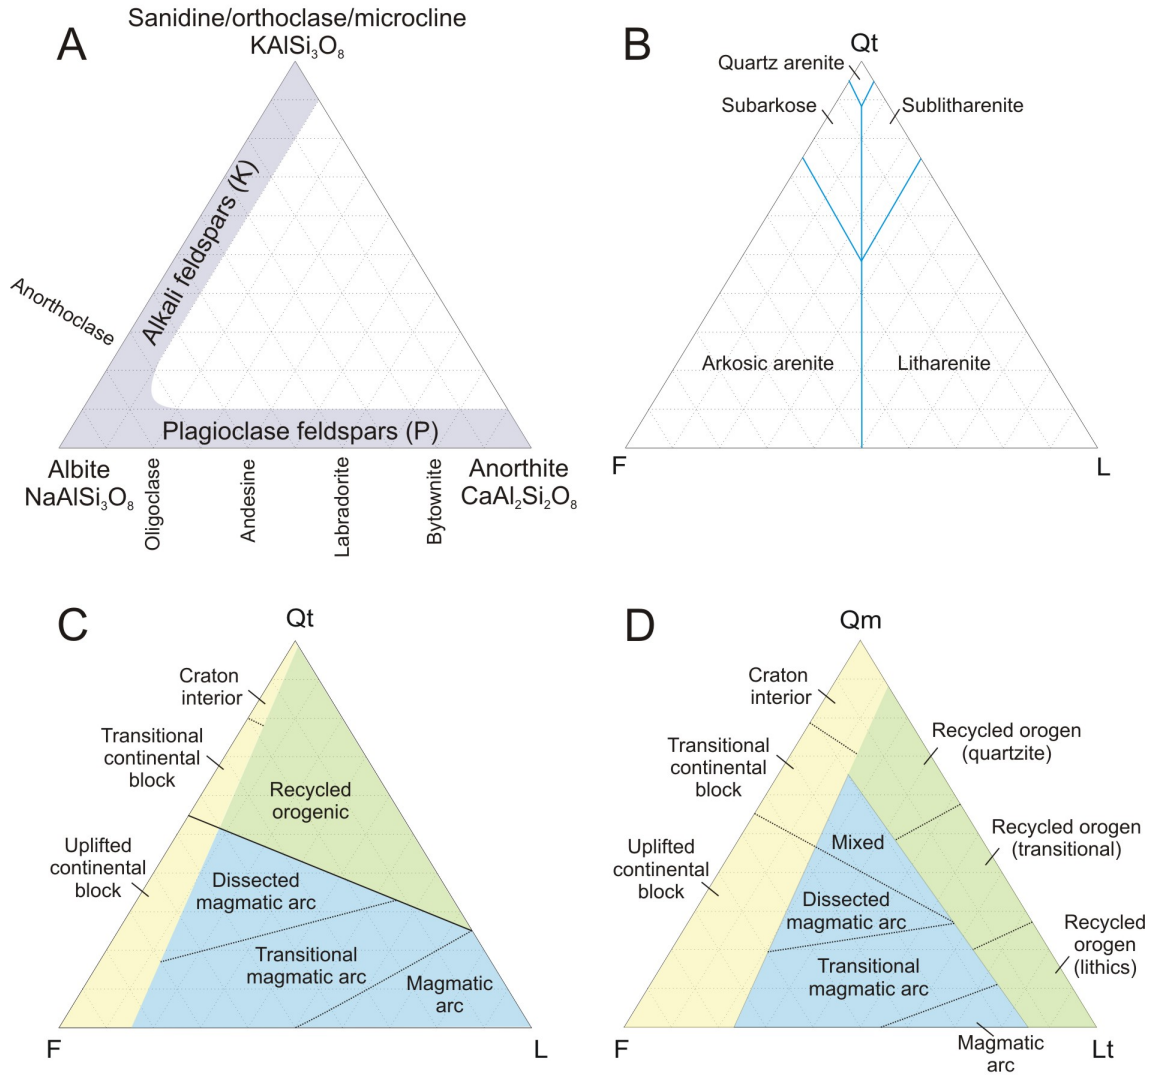 A
Sanidine/orthoclase/microcline
KAlSi₃O₈
Alkali feldspars (K)
Anorthoclase
Plagioclase feldspars (P)
Albite
NaAlSi₃O₈
Oligoclase
Andesine
Labradorite
Bytownite
Anorthite
CaAl₂Si₂O₈
B
Qt
Quartz arenite
Subarkose
Sublitharenite
Arkosic arenite
Litharenite
F
L
C
Qt
Craton
interior
Transitional
continental
block
Uplifted
continental
block
Recycled
orogenic
Dissected
magmatic arc
Transitional
magmatic arc
Magmatic
arc
F
L
D
Qm
Craton
interior
Transitional
continental
block
Uplifted
continental
block
Recycled orogen
(quartzite)
Recycled orogen
(transitional)
Recycled
orogen
(lithics)
Mixed
Dissected
magmatic arc
Transitional
magmatic arc
Magmatic
arc
F
Lt